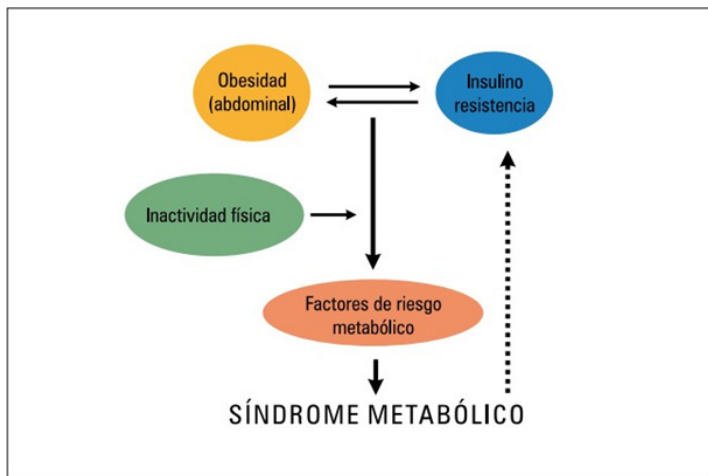 Obesidad
(abdominal)
Insulino
resistencia
Inactividad física
Factores de riesgo
metabólico
SÍNDROME METABÓLICO